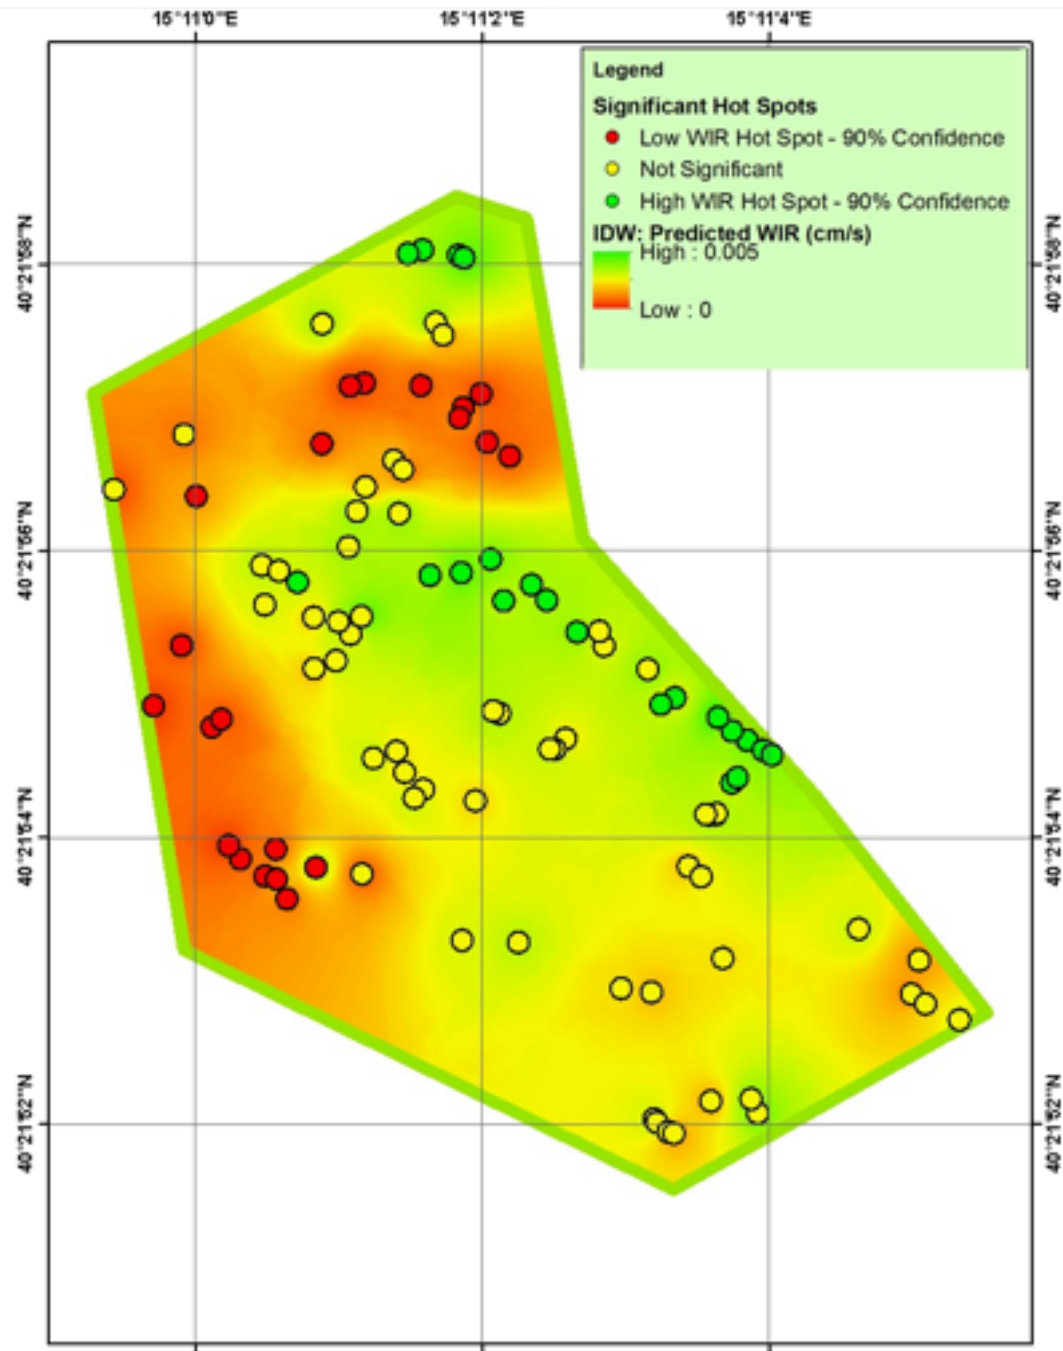 15°11'0"E
15°11'2"E
15°11'4"E
Legend
Significant Hot Spots
Low WIR Hot Spot - 90% Confidence
Not Significant
High WIR Hot Spot - 90% Confidence
IDW: Predicted WIR (cm/s)
High : 0.005
Low : 0
40°21'58"N
40°21'58"N
40°21'56"N
40°21'56"N
40°21'54"N
40°21'54"N
40°21'52"N
40°21'52"N